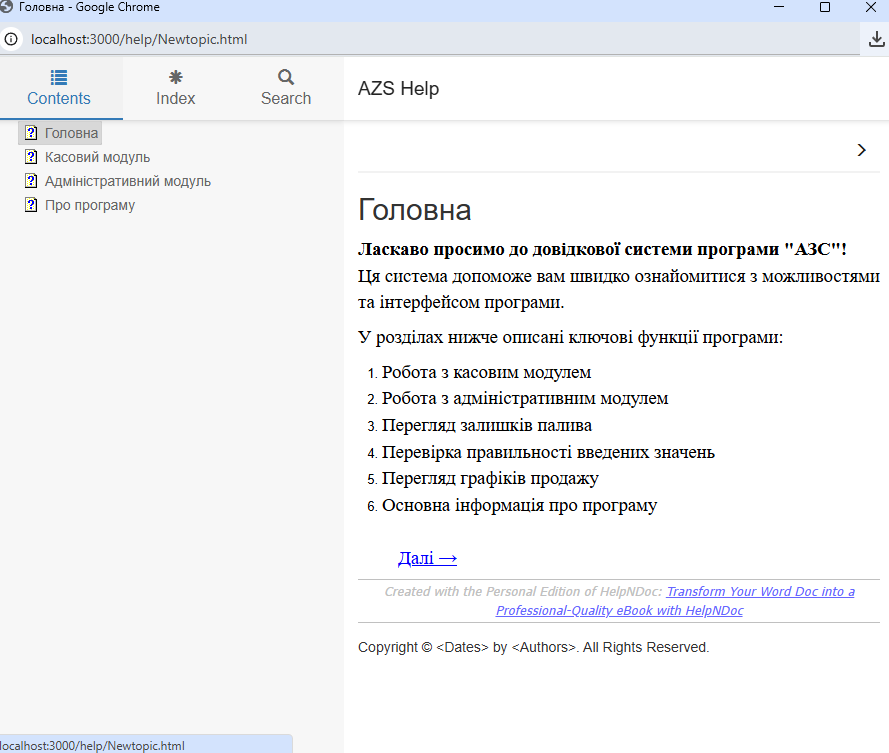 Головна - Google Chrome
localhost:3000/help/Newtopic.html
Contents
Index
Search
AZS Help
Головна
Касовий модуль
Адміністративний модуль
Про програму
Головна
Ласкаво просимо до довідкової системи програми "АЗС"!
Ця система допоможе вам швидко ознайомитися з можливостями
та інтерфейсом програми.
У розділах нижче описані ключові функції програми:
1. Робота з касовим модулем
2. Робота з адміністративним модулем
3. Перегляд залишків палива
4. Перевірка правильності введених значень
5. Перегляд графіків продажу
6. Основна інформація про програму
Далі →
Created with the Personal Edition of HelpNDoc: Transform Your Word Doc into a
Professional-Quality eBook with HelpNDoc
Copyright © <Dates> by <Authors>. All Rights Reserved.
localhost:3000/help/Newtopic.html